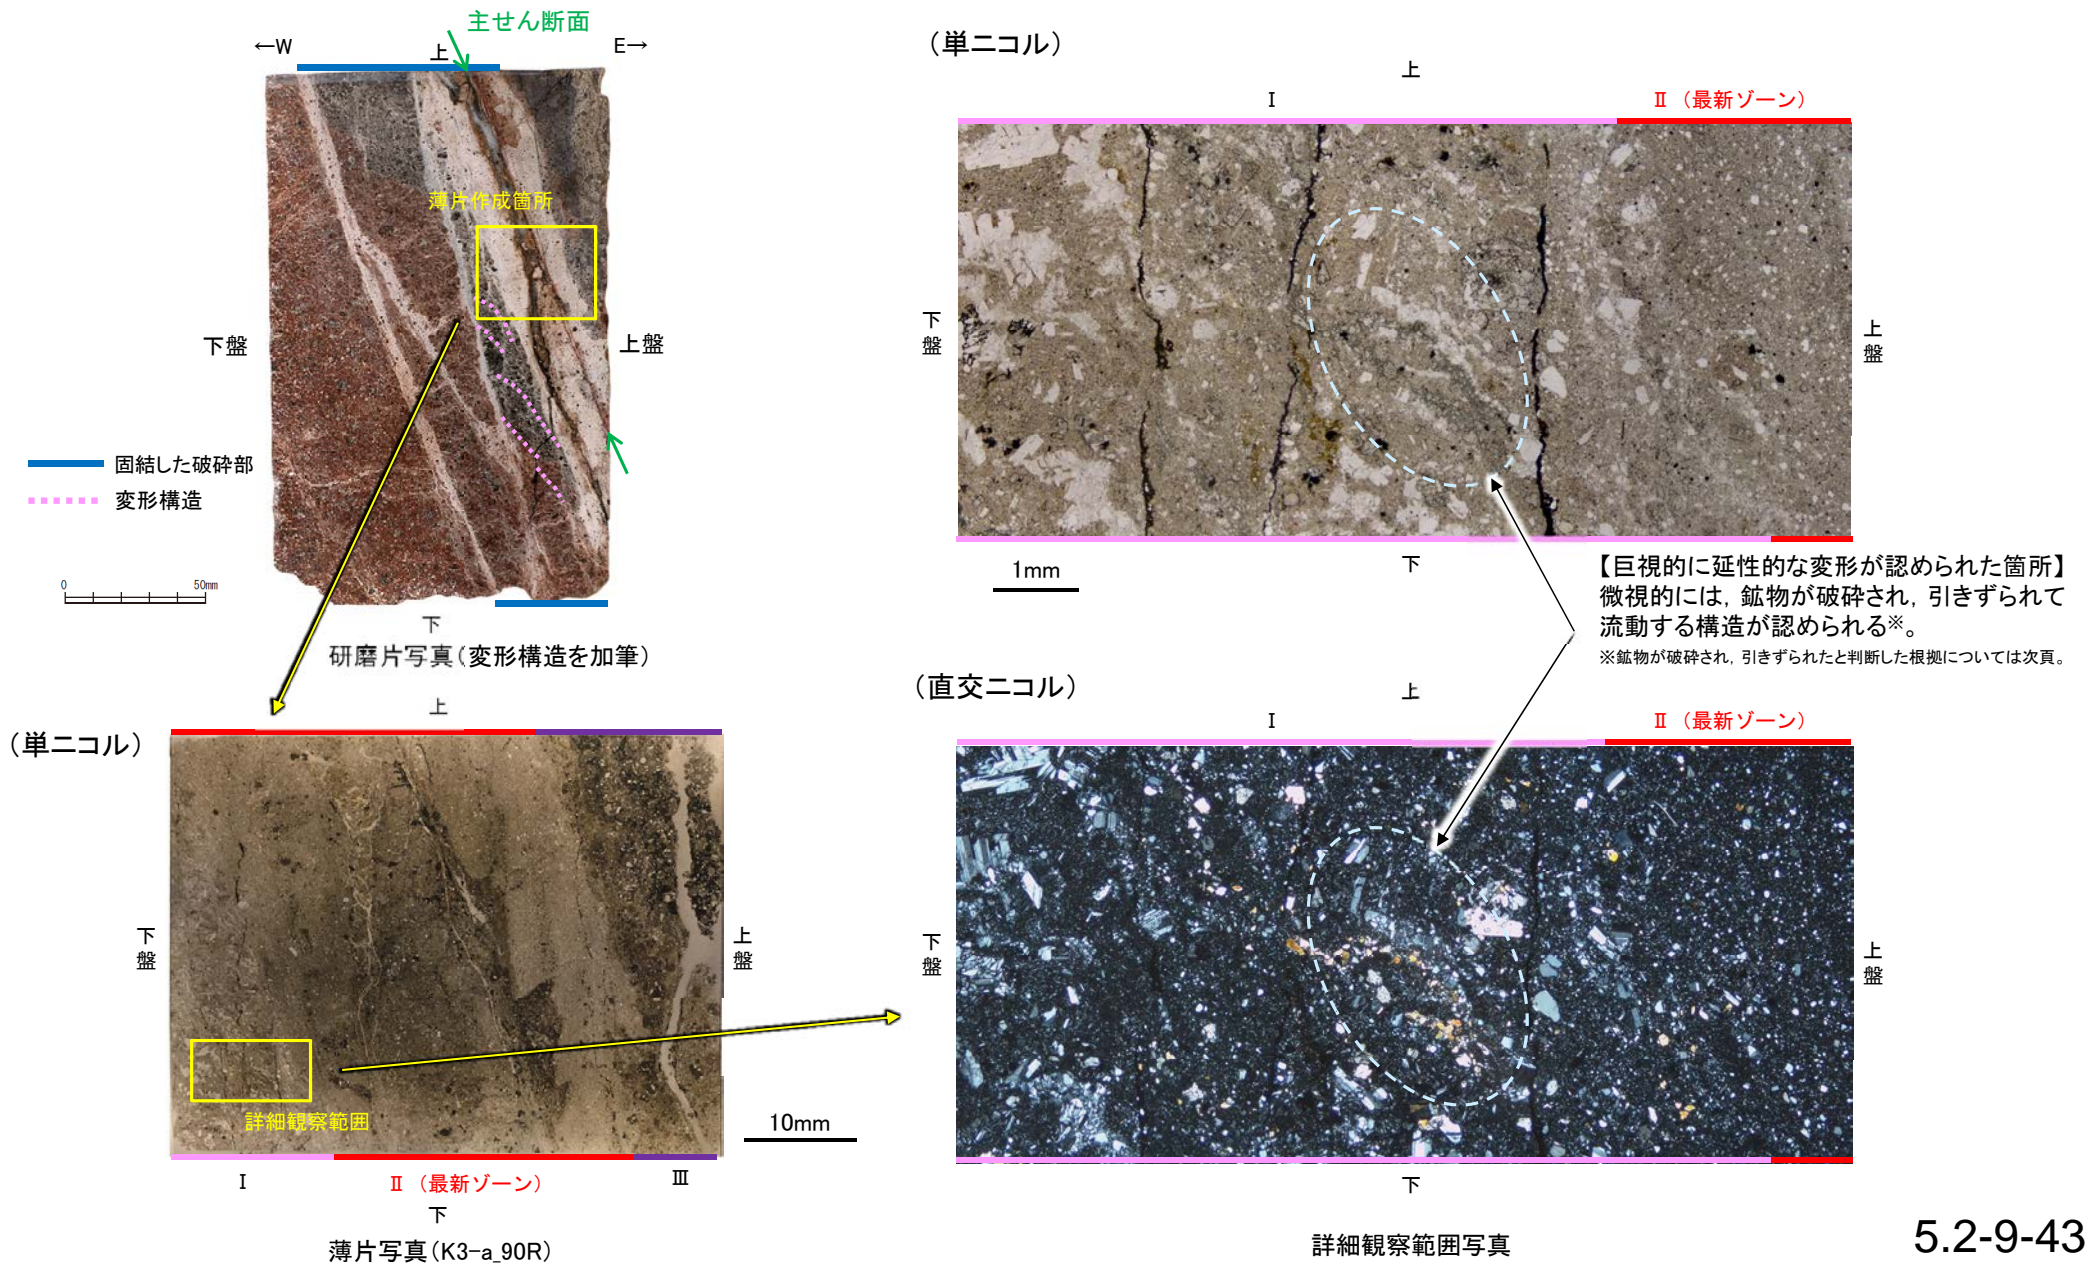 主せん断面
←W
上
E→
薄片作成箇所
下盤
上盤
固結した破砕部
変形構造
0
50mm
下
研磨片写真(変形構造を加筆)
(単ニコル)
上
下盤
上盤
詳細観察範囲
10mm
Ⅰ
Ⅱ (最新ゾーン)
Ⅲ
下
薄片写真(K3-a_90R)
(単ニコル)
上
Ⅰ
Ⅱ (最新ゾーン)
下盤
上盤
下
1mm
【巨視的に延性的な変形が認められた箇所】
微視的には, 鉱物が破砕され, 引きずられて
流動する構造が認められる※。
※鉱物が破砕され, 引きずられたと判断した根拠については次頁。
(直交ニコル)
上
Ⅰ
Ⅱ (最新ゾーン)
下盤
上盤
下
詳細観察範囲写真
5.2-9-43